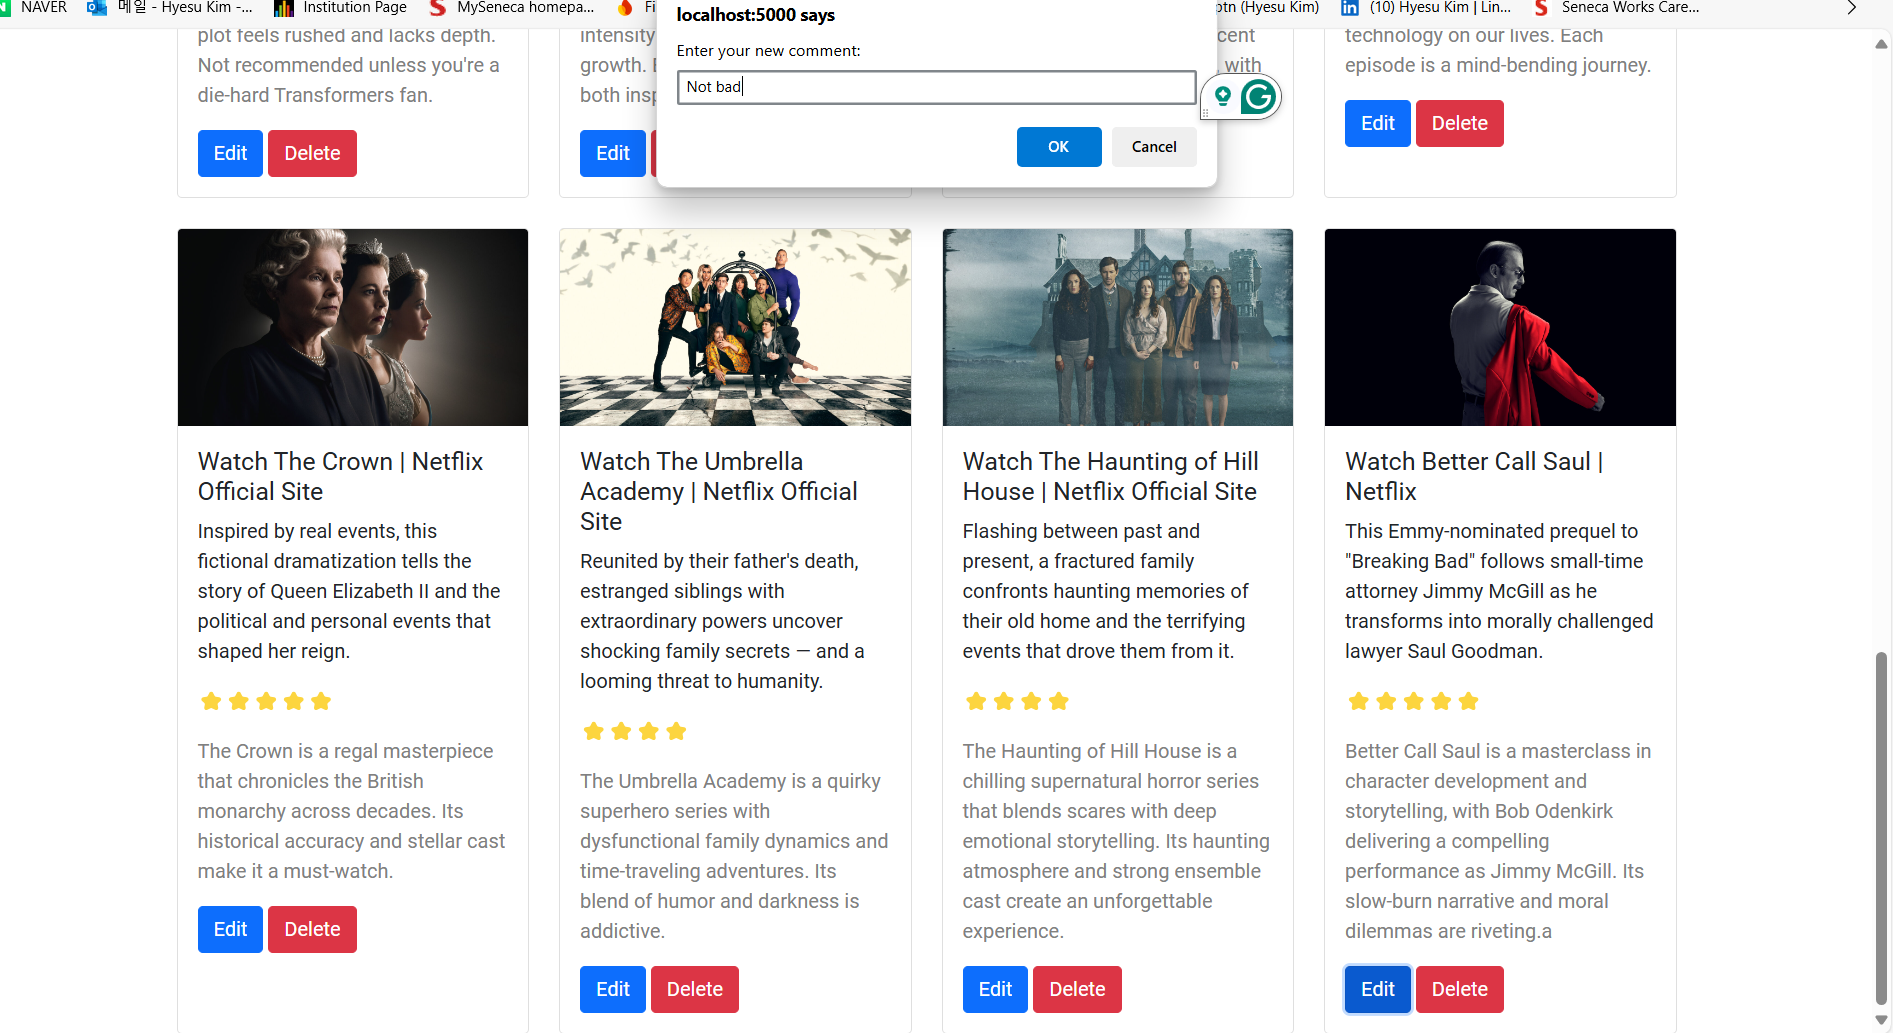 NAVER
메일 - Hyesu Kim -...
Institution Page
MySeneca homepa...
Fi
ptn (Hyesu Kim)
(10) Hyesu Kim | Lin...
Seneca Works Care...
localhost:5000 says
Enter your new comment:
Not bad
OK
Cancel
plot feels rushed and lacks depth.
Not recommended unless you're a
die-hard Transformers fan.
Edit
Delete
intensity
growth.
both insp
Edit
cent
with
technology on our lives. Each
episode is a mind-bending journey.
Edit
Delete
Watch The Crown | Netflix
Official Site
Inspired by real events, this
fictional dramatization tells the
story of Queen Elizabeth II and the
political and personal events that
shaped her reign.
The Crown is a regal masterpiece
that chronicles the British
monarchy across decades. Its
historical accuracy and stellar cast
make it a must-watch.
Edit
Delete
Watch The Umbrella
Academy | Netflix Official
Site
Reunited by their father's death,
estranged siblings with
extraordinary powers uncover
shocking family secrets — and a
looming threat to humanity.
The Umbrella Academy is a quirky
superhero series with
dysfunctional family dynamics and
time-traveling adventures. Its
blend of humor and darkness is
addictive.
Edit
Delete
Watch The Haunting of Hill
House | Netflix Official Site
Flashing between past and
present, a fractured family
confronts haunting memories of
their old home and the terrifying
events that drove them from it.
The Haunting of Hill House is a
chilling supernatural horror series
that blends scares with deep
emotional storytelling. Its haunting
atmosphere and strong ensemble
cast create an unforgettable
experience.
Edit
Delete
Watch Better Call Saul |
Netflix
This Emmy-nominated prequel to
"Breaking Bad" follows small-time
attorney Jimmy McGill as he
transforms into morally challenged
lawyer Saul Goodman.
Better Call Saul is a masterclass in
character development and
storytelling, with Bob Odenkirk
delivering a compelling
performance as Jimmy McGill. Its
slow-burn narrative and moral
dilemmas are riveting.a
Edit
Delete